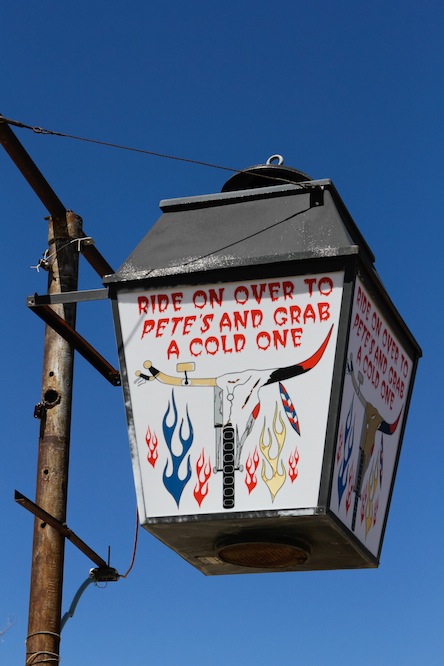 RIDE ON OVER TO
PETE'S AND GRAB
A COLD ONE
RIDE ON OVER TO
PETE'S AND GRAB
A COLD ONE